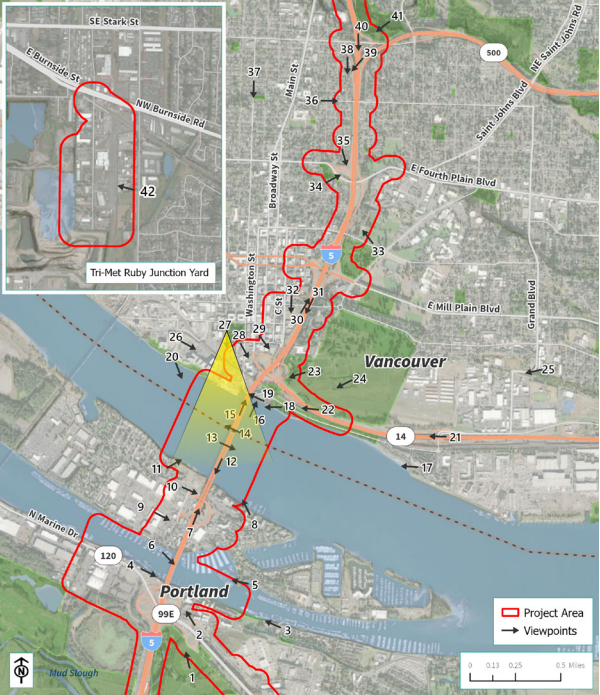 SE Stark St
E Burnside St
NW Burnside Rd
42
Tri-Met Ruby Junction Yard
40
41
38
39
500
NE Saint Johns Rd
Saint Johns Blvd
37
Main St
36
35
34
E Fourth Plain Blvd
Broadway St
33
5
Washington St
C St
32
31
30
E Mill Plain Blvd
Grand Blvd
27
28
29
26
20
Vancouver
23
24
25
19
18
22
15
16
14
14
21
13
17
11
12
10
9
8
7
N Marine Dr
6
120
4
5
Portland
99E
2
3
5
1
Mud Slough
N
Project Area
Viewpoints
0 0.13 0.25 0.5 Miles